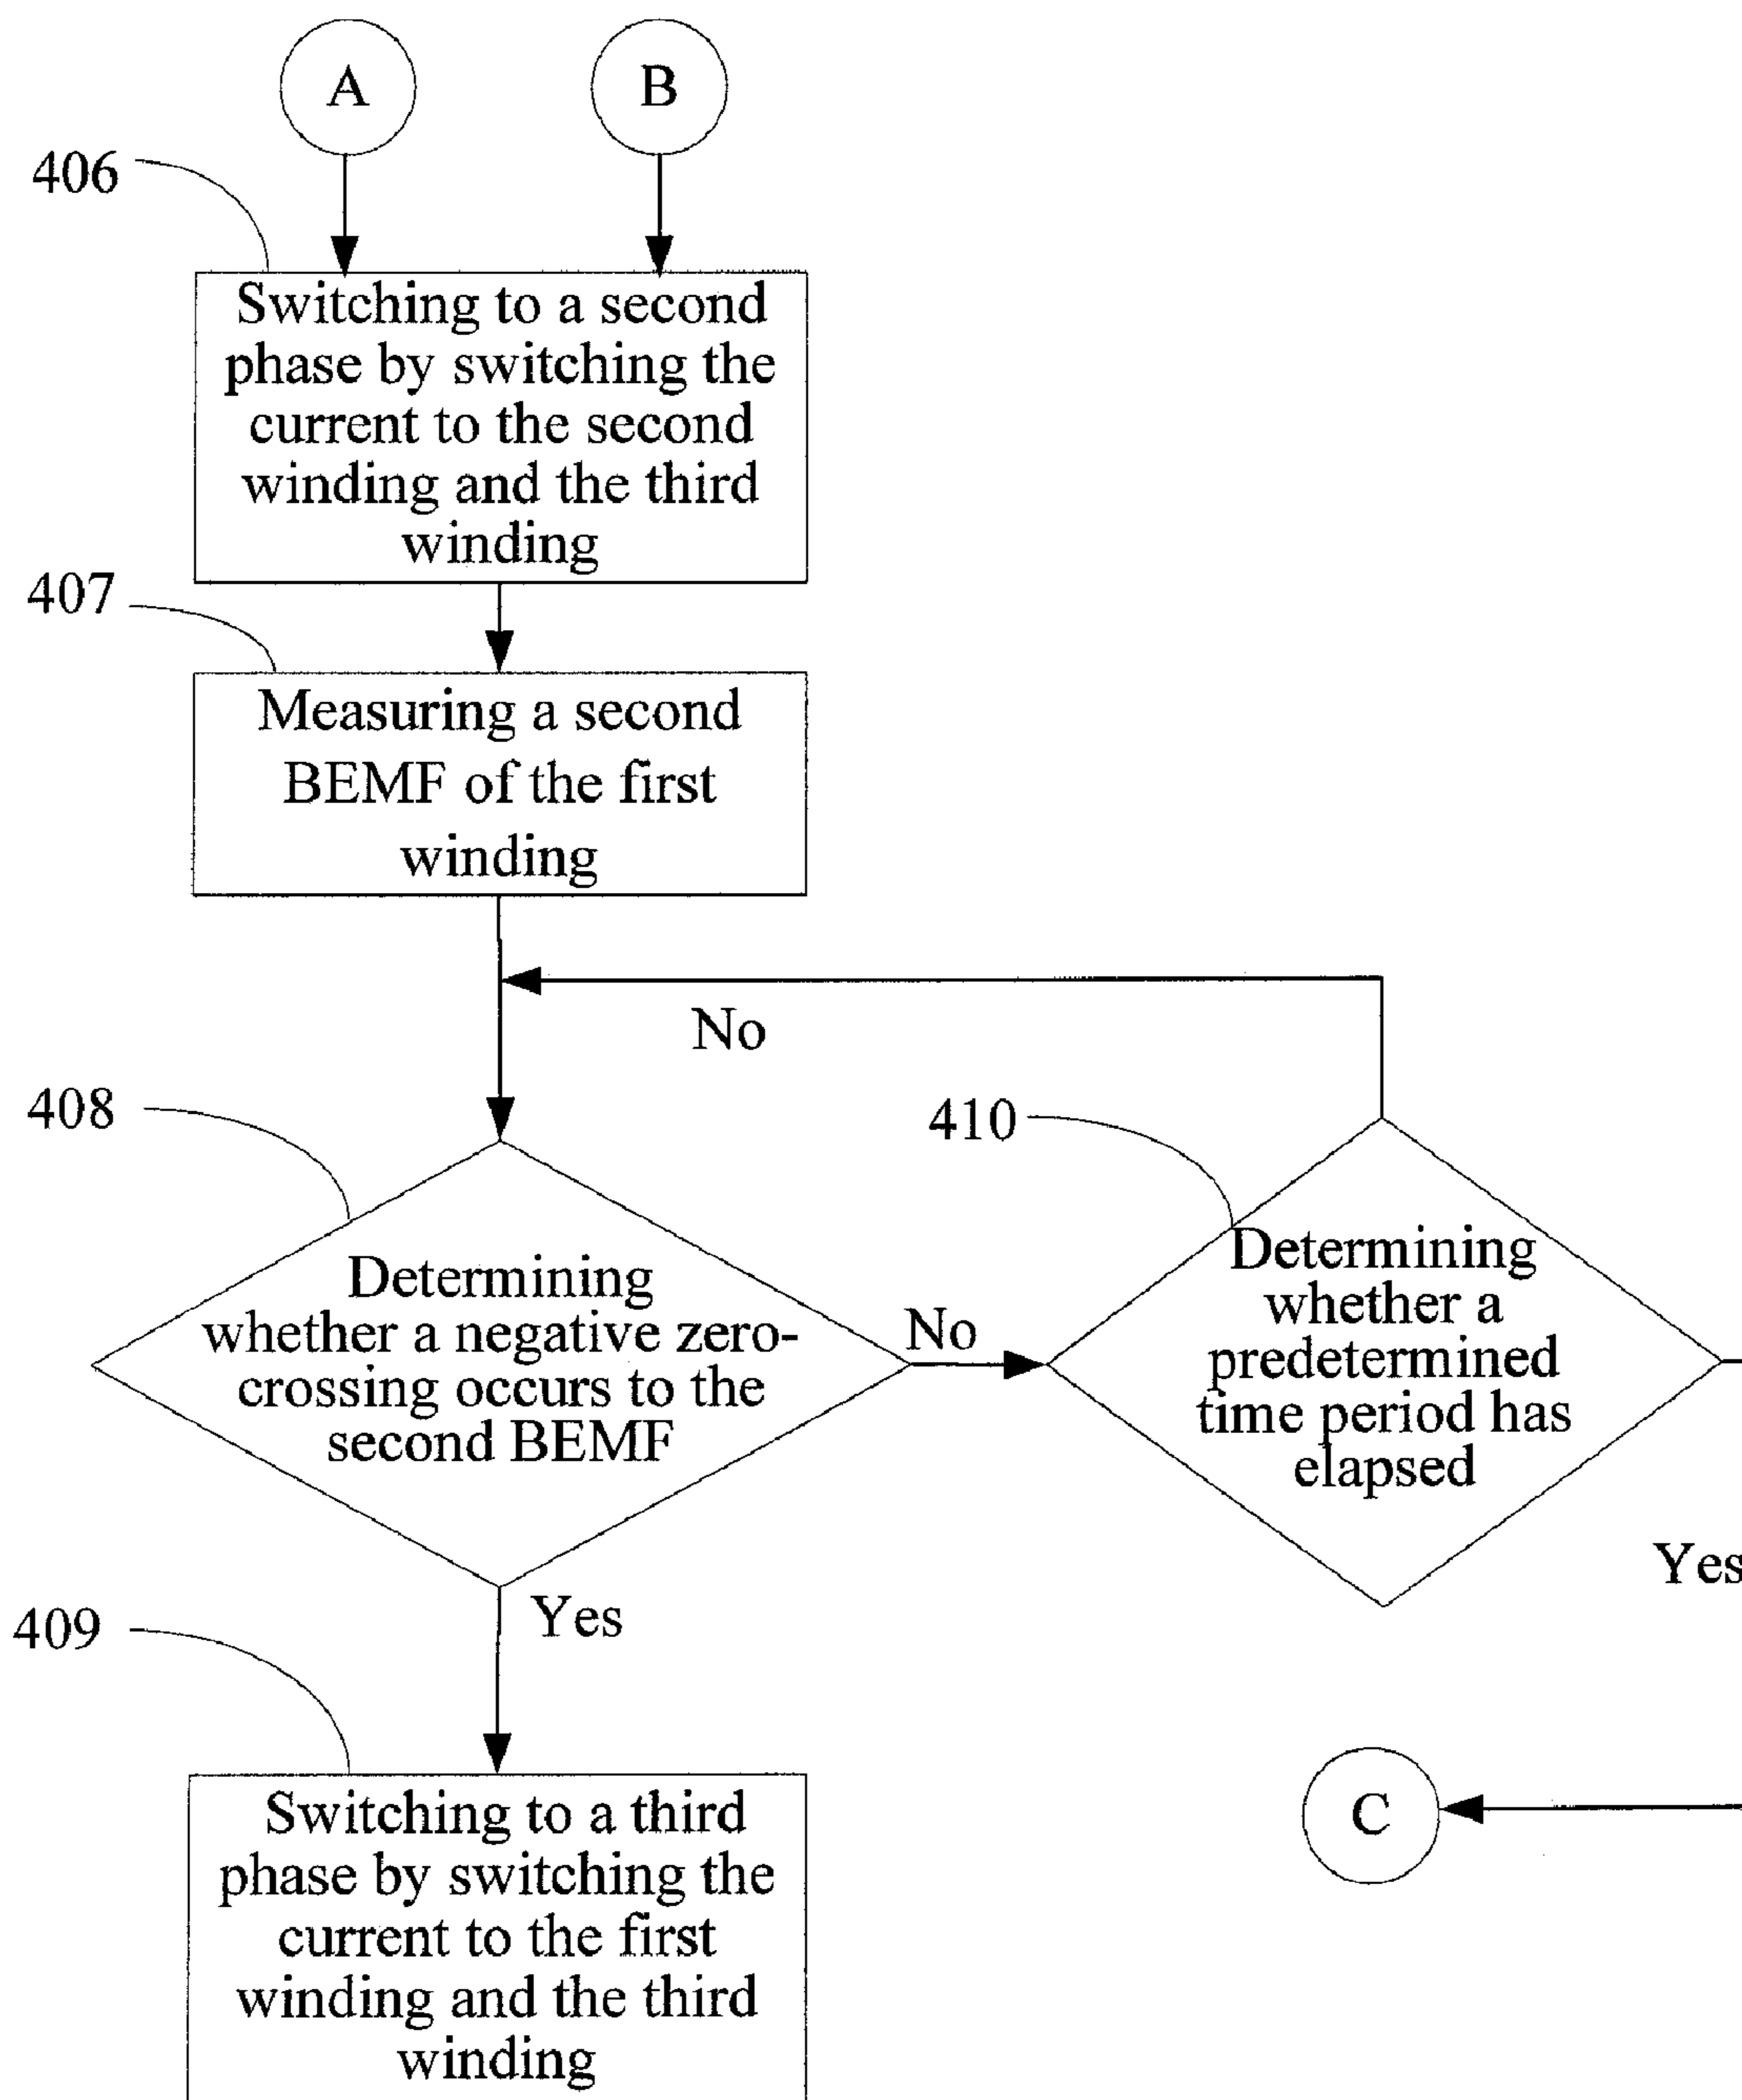 A
B
406
Switching to a second
phase by switching the
current to the second
winding and the third
winding
407
Measuring a second
BEMF of the first
winding
No
408
410
Determining
whether a negative zero-
crossing occurs to the
second BEMF
No
Determining
whether a
predetermined
time period has
elapsed
Yes
Yes
409
C
Switching to a third
phase by switching the
current to the first
winding and the third
winding